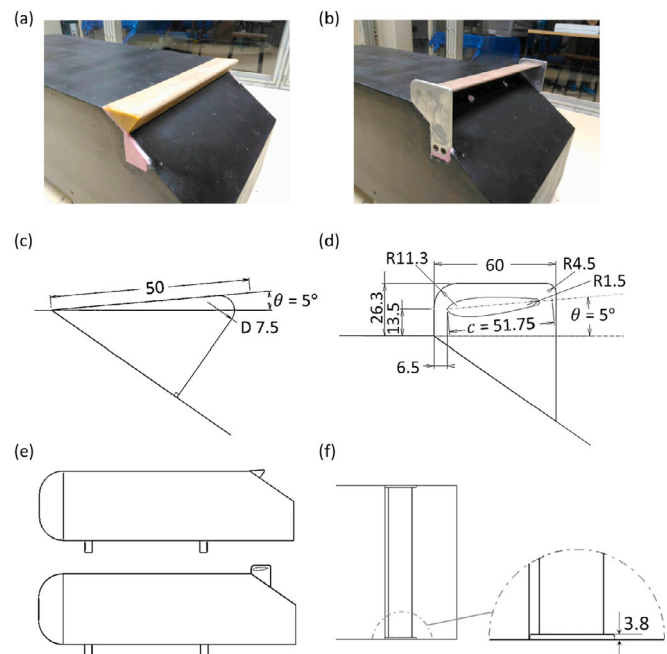 (a)
(b)
(c)
50
θ = 5°
D 7.5
(d)
60
R11.3
R4.5
R1.5
26.3
13.5
c = 51.75
θ = 5°
6.5
(e)
(f)
3.8